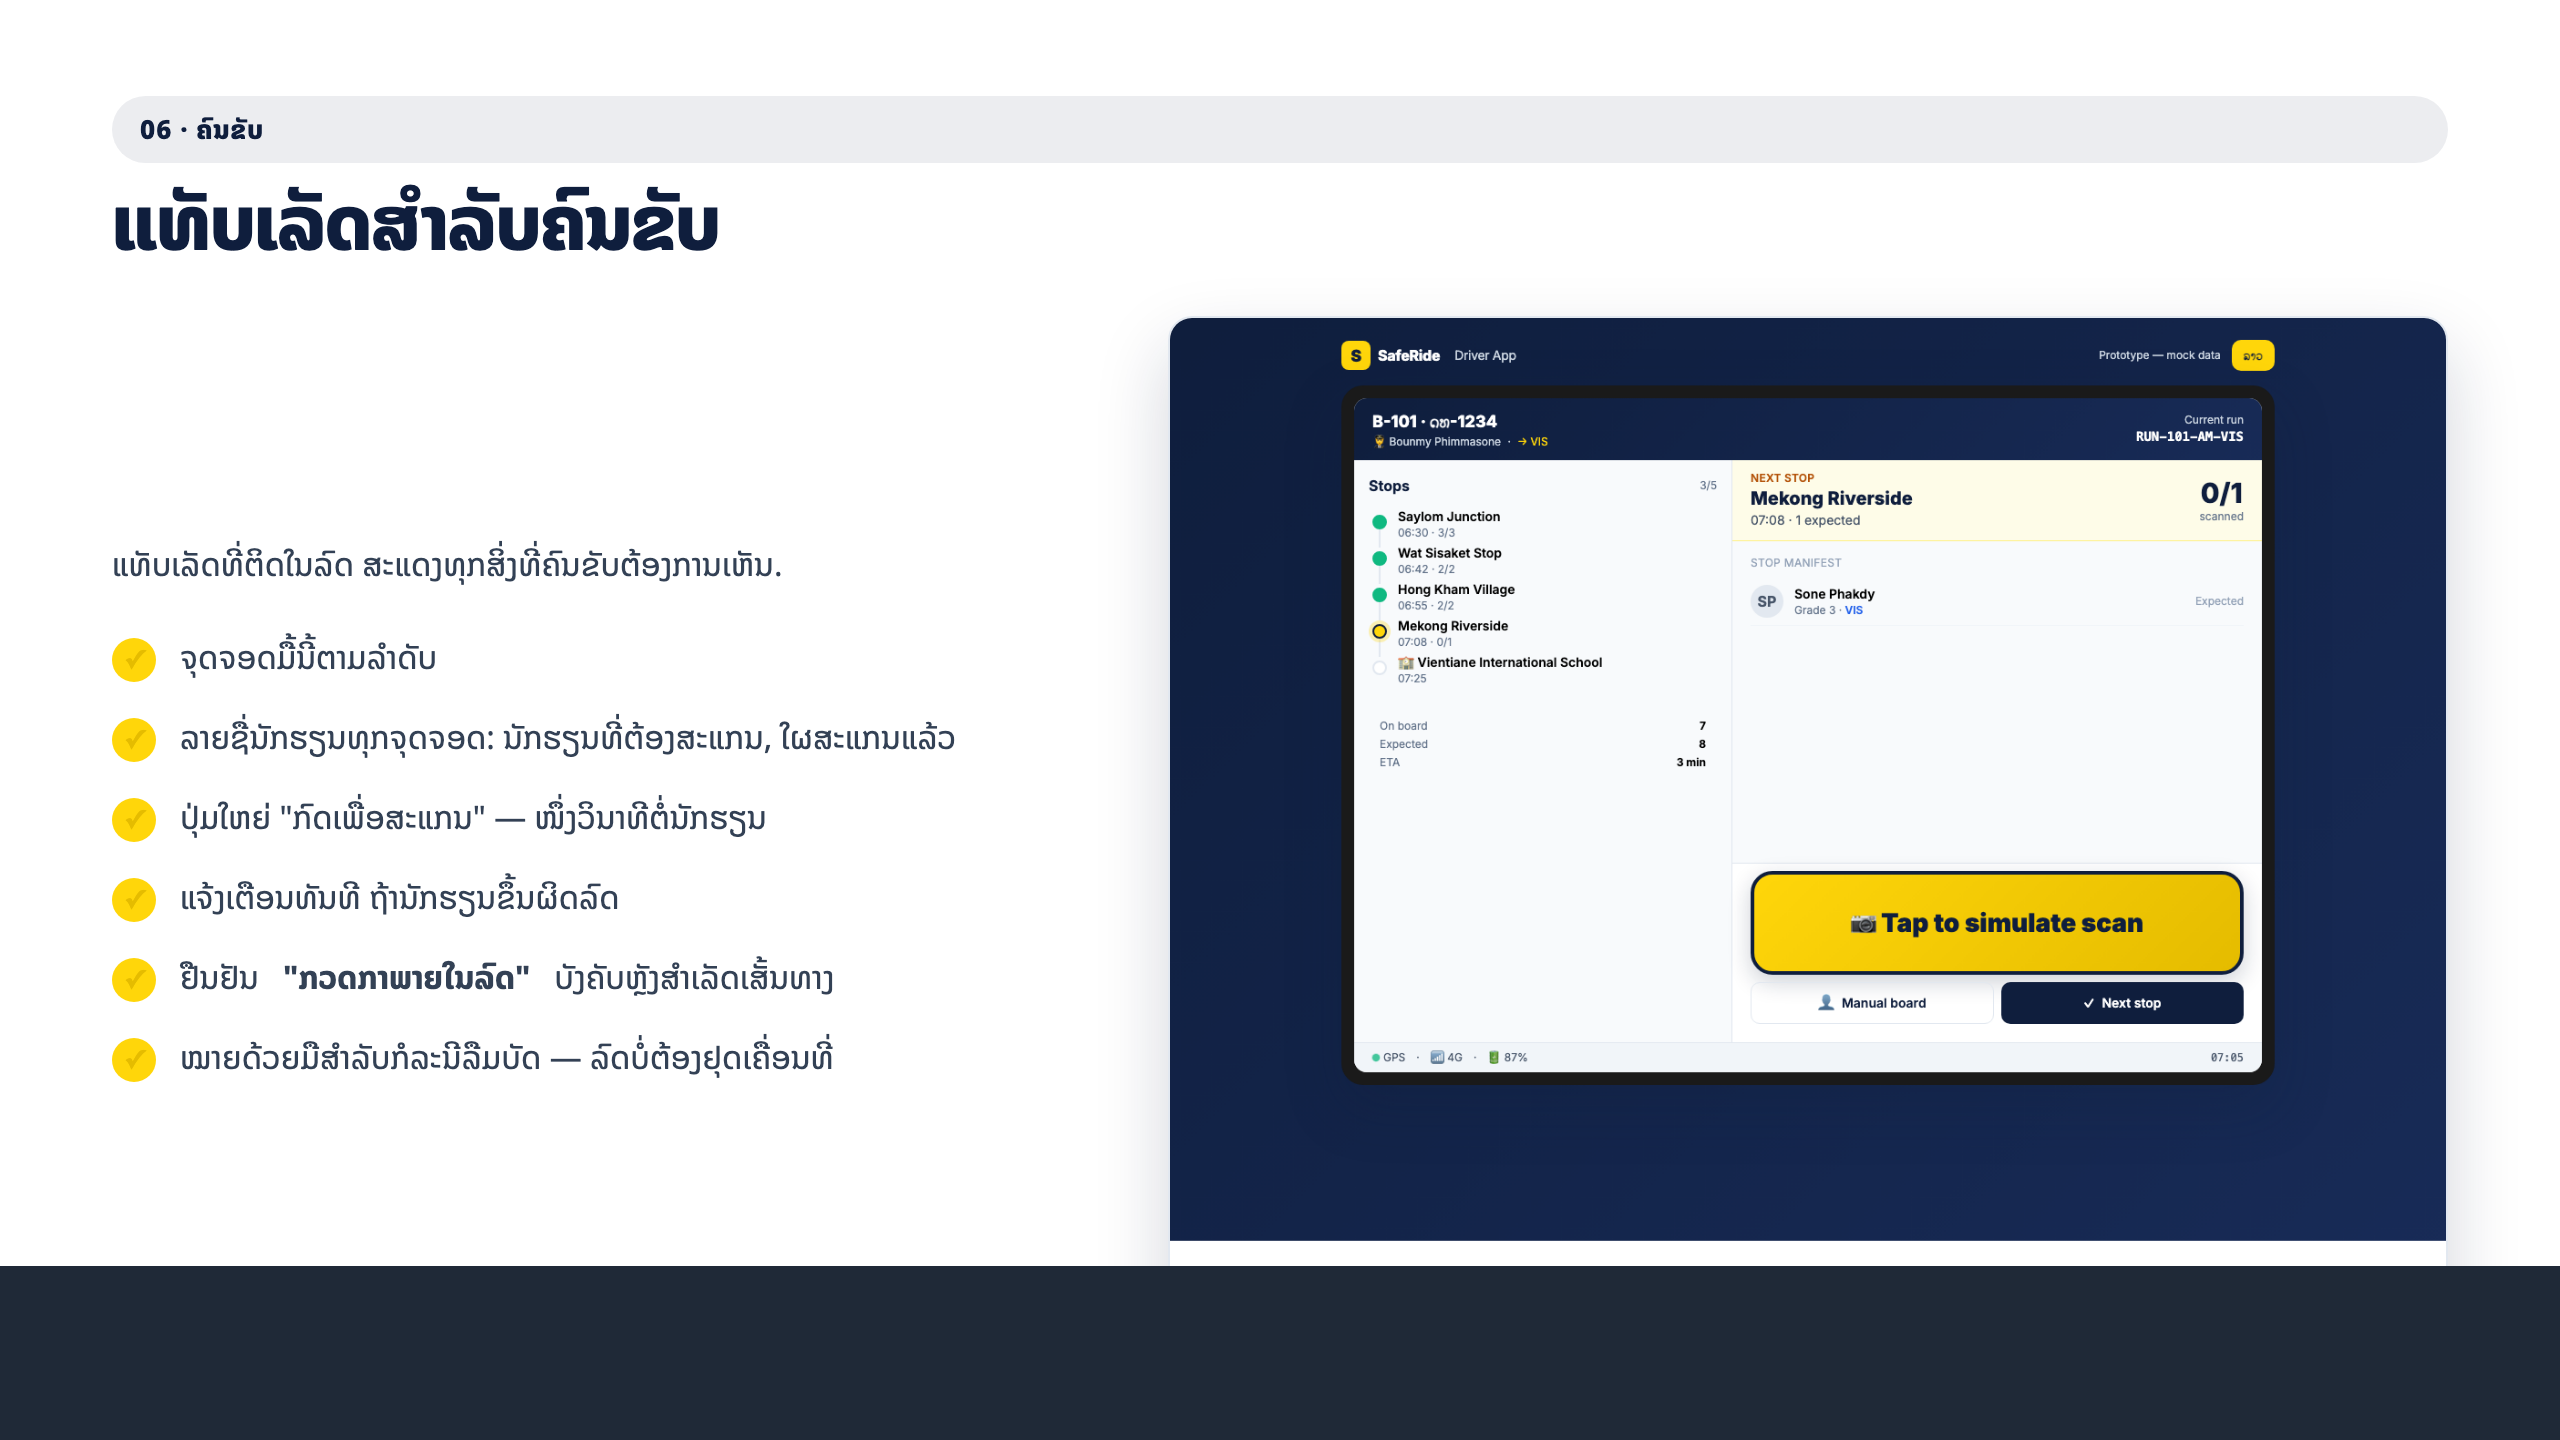 06 · ຄົນຂັບ
ແທັບເລັດສຳລັບຄົນຂັບ
ແທັບເລັດທີ່ຕິດໃນລົດ ສະແດງທຸກສິ່ງທີ່ຄົນຂັບຕ້ອງການເຫັນ.
ຈຸດຈອດມື້ນີ້ຕາມລຳດັບ
ລາຍຊື່ນັກຮຽນທຸກຈຸດຈອດ: ນັກຮຽນທີ່ຕ້ອງສະແກນ, ໃຜສະແກນແລ້ວ
ປຸ່ມໃຫຍ່ "ກົດເພື່ອສະແກນ" — ໜຶ່ງວິນາທີຕໍ່ນັກຮຽນ
ແຈ້ງເຕືອນທັນທີ ຖ້ານັກຮຽນຂຶ້ນຜິດລົດ
ຢືນຢັນ "ກວດກາພາຍໃນລົດ" ບັງຄັບຫຼັງສຳເລັດເສັ້ນທາງ
ໝາຍດ້ວຍມືສຳລັບກໍລະນີລືມບັດ — ລົດບໍ່ຕ້ອງຢຸດເຄື່ອນທີ່
S SafeRide Driver App
Prototype — mock data ລາວ
B-101 · ດຫ-1234
Bounmy Phimmasone · → VIS
Current run
RUN-101-AM-VIS
Stops 3/5
Saylom Junction
06:30 · 3/3
Wat Sisaket Stop
06:42 · 2/2
Hong Kham Village
06:55 · 2/2
Mekong Riverside
07:08 · 0/1
Vientiane International School
07:25
On board 7
Expected 8
ETA 3 min
NEXT STOP
Mekong Riverside
07:08 · 1 expected
0/1
scanned
STOP MANIFEST
SP Sone Phakdy
Grade 3 · VIS
Expected
Tap to simulate scan
Manual board
✓ Next stop
GPS · 4G · 87%
07:05